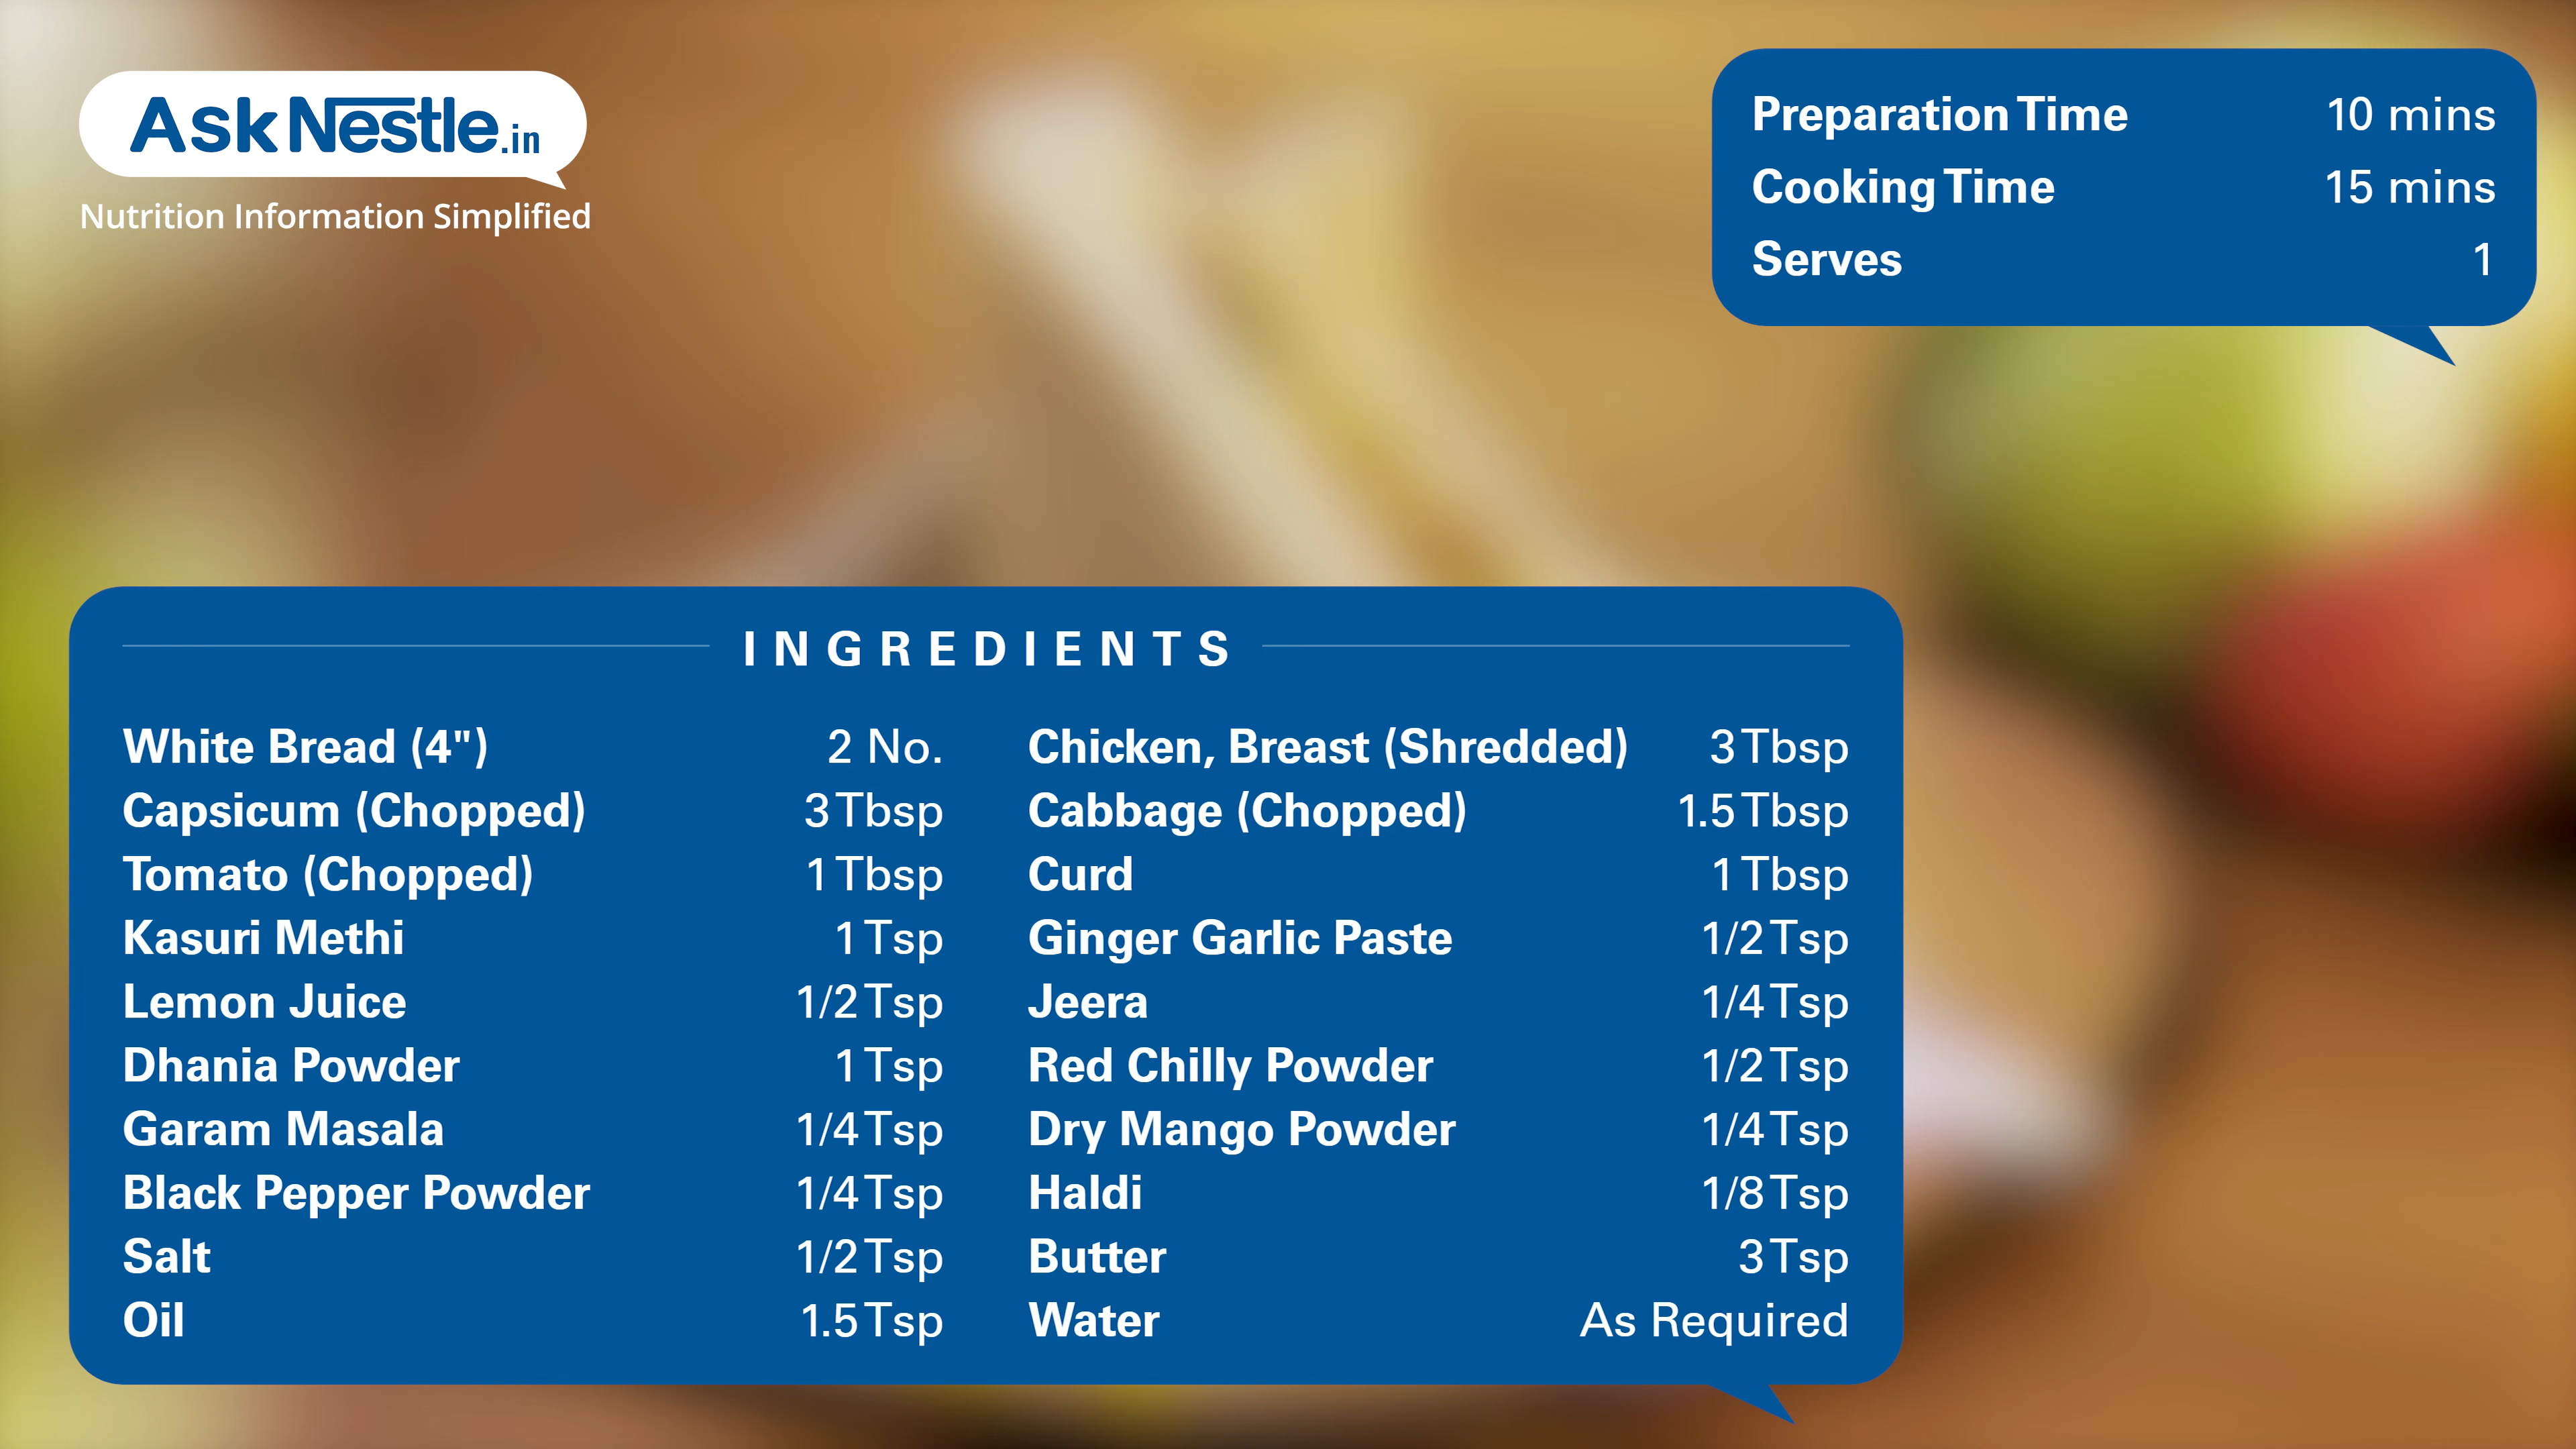 Ask Nestle.in
Nutrition Information Simplified
Preparation Time 10 mins
Cooking Time 15 mins
Serves 1
INGREDIENTS
White Bread (4") 2 No.
Capsicum (Chopped) 3 Tbsp
Tomato (Chopped) 1 Tbsp
Kasuri Methi 1 Tsp
Lemon Juice 1/2 Tsp
Dhania Powder 1 Tsp
Garam Masala 1/4 Tsp
Black Pepper Powder 1/4 Tsp
Salt 1/2 Tsp
Oil 1.5 Tsp
Chicken, Breast (Shredded) 3 Tbsp
Cabbage (Chopped) 1.5 Tbsp
Curd 1 Tbsp
Ginger Garlic Paste 1/2 Tsp
Jeera 1/4 Tsp
Red Chilly Powder 1/2 Tsp
Dry Mango Powder 1/4 Tsp
Haldi 1/8 Tsp
Butter 3 Tsp
Water As Required